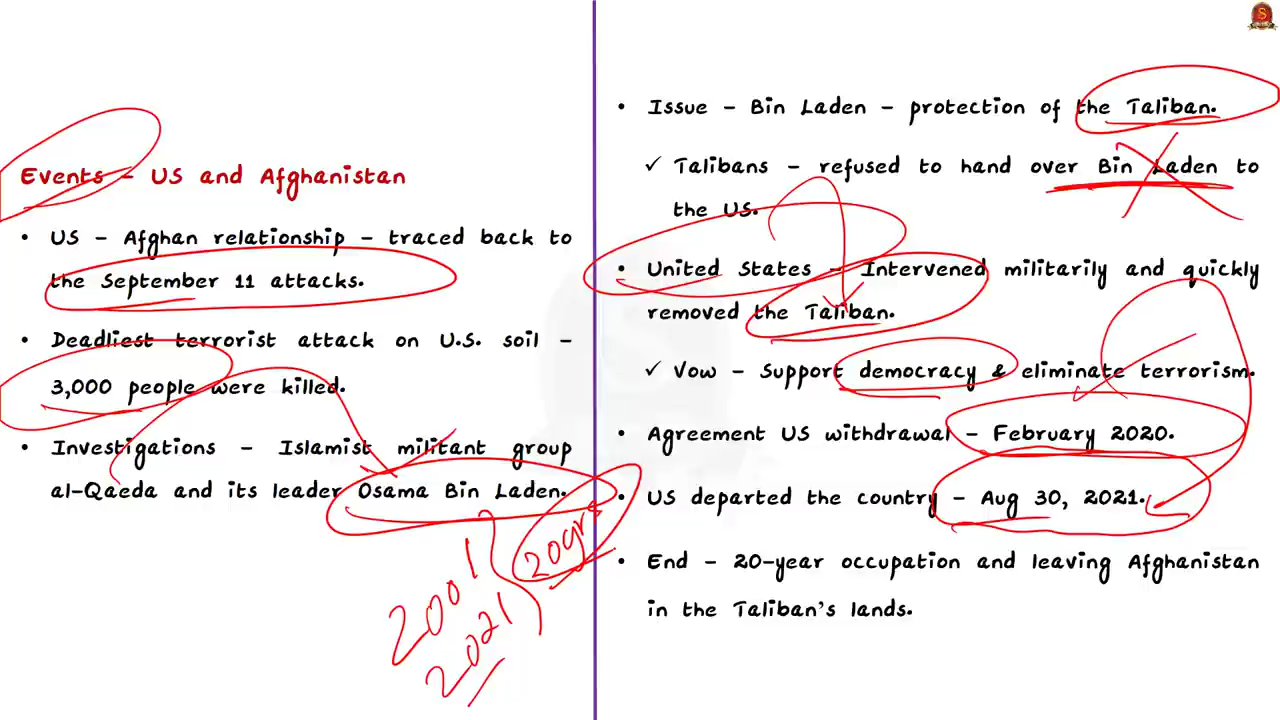 Events - US and Afghanistan
• US - Afghan relationship - traced back to
the September 11 attacks.
• Deadliest terrorist attack on U.S. soil -
3,000 people were killed.
• Investigations - Islamist militant group
al-Qaeda and its leader Osama Bin Laden.
2001
2021
20yrs
• Issue - Bin Laden - protection of the Taliban.
✓ Talibans - refused to hand over Bin Laden to
the US.
• United States - Intervened militarily and quickly
removed the Taliban.
✓ Vow - Support democracy & eliminate terrorism.
• Agreement US withdrawal - February 2020.
• US departed the country - Aug 30, 2021.
• End - 20-year occupation and leaving Afghanistan
in the Taliban's lands.